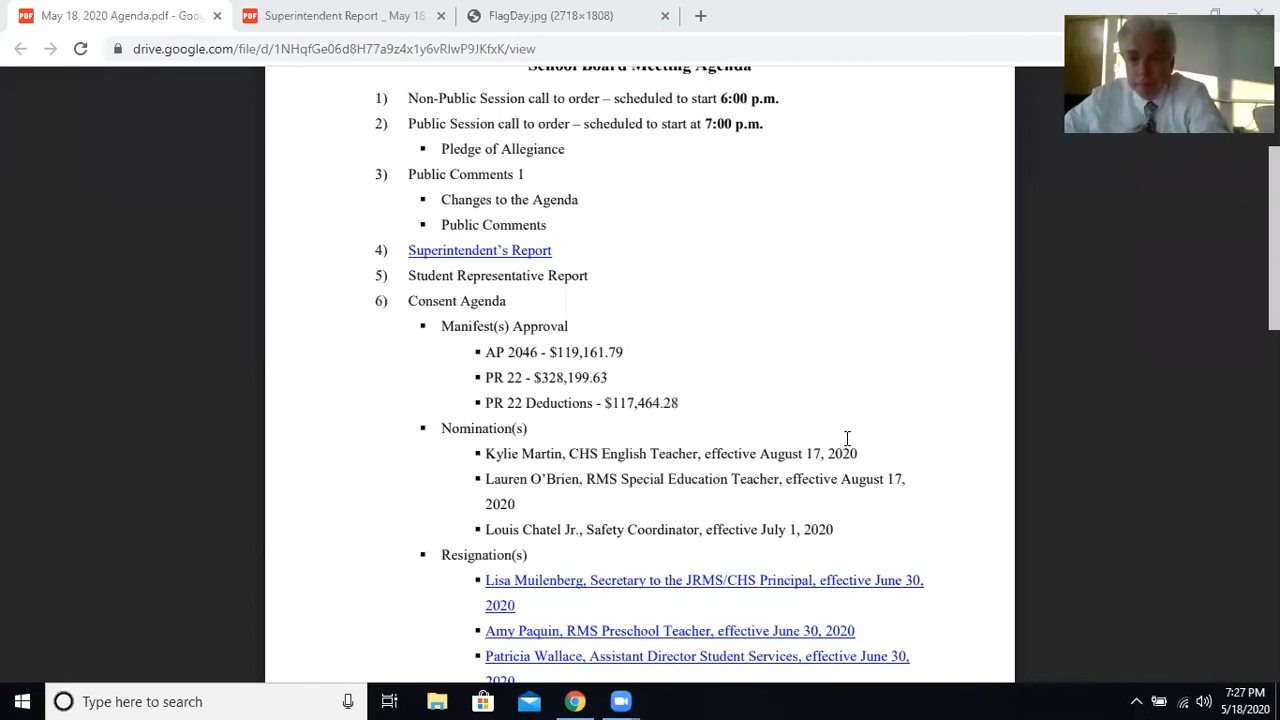 May 18, 2020 Agenda.pdf - Goo
Superintendent Report _ May 18
FlagDay.jpg (2718×1808)
drive.google.com/file/d/1NHqfGe06d8H77a9z4x1y6vRIwP9JKfxK/view
School Board Meeting Agenda
1) Non-Public Session call to order – scheduled to start 6:00 p.m.
2) Public Session call to order – scheduled to start at 7:00 p.m.
▪ Pledge of Allegiance
3) Public Comments 1
▪ Changes to the Agenda
▪ Public Comments
4) Superintendent's Report
5) Student Representative Report
6) Consent Agenda
▪ Manifest(s) Approval
▪ AP 2046 - $119,161.79
▪ PR 22 - $328,199.63
▪ PR 22 Deductions - $117,464.28
▪ Nomination(s)
▪ Kylie Martin, CHS English Teacher, effective August 17, 2020
▪ Lauren O'Brien, RMS Special Education Teacher, effective August 17,
2020
▪ Louis Chatel Jr., Safety Coordinator, effective July 1, 2020
▪ Resignation(s)
▪ Lisa Muilenberg, Secretary to the JRMS/CHS Principal, effective June 30,
2020
▪ Amy Paquin, RMS Preschool Teacher, effective June 30, 2020
▪ Patricia Wallace, Assistant Director Student Services, effective June 30,
2020
Type here to search
7:27 PM
5/18/2020